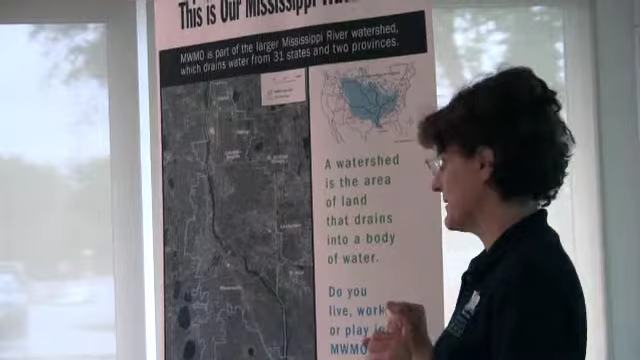 This is Our Mississippi
MWMO is part of the larger Mississippi River watershed,
which drains water from 31 states and two provinces.
A watershed
is the area
of land
that drains
into a body
of water.
Do you
live, work
or play in
MWMO